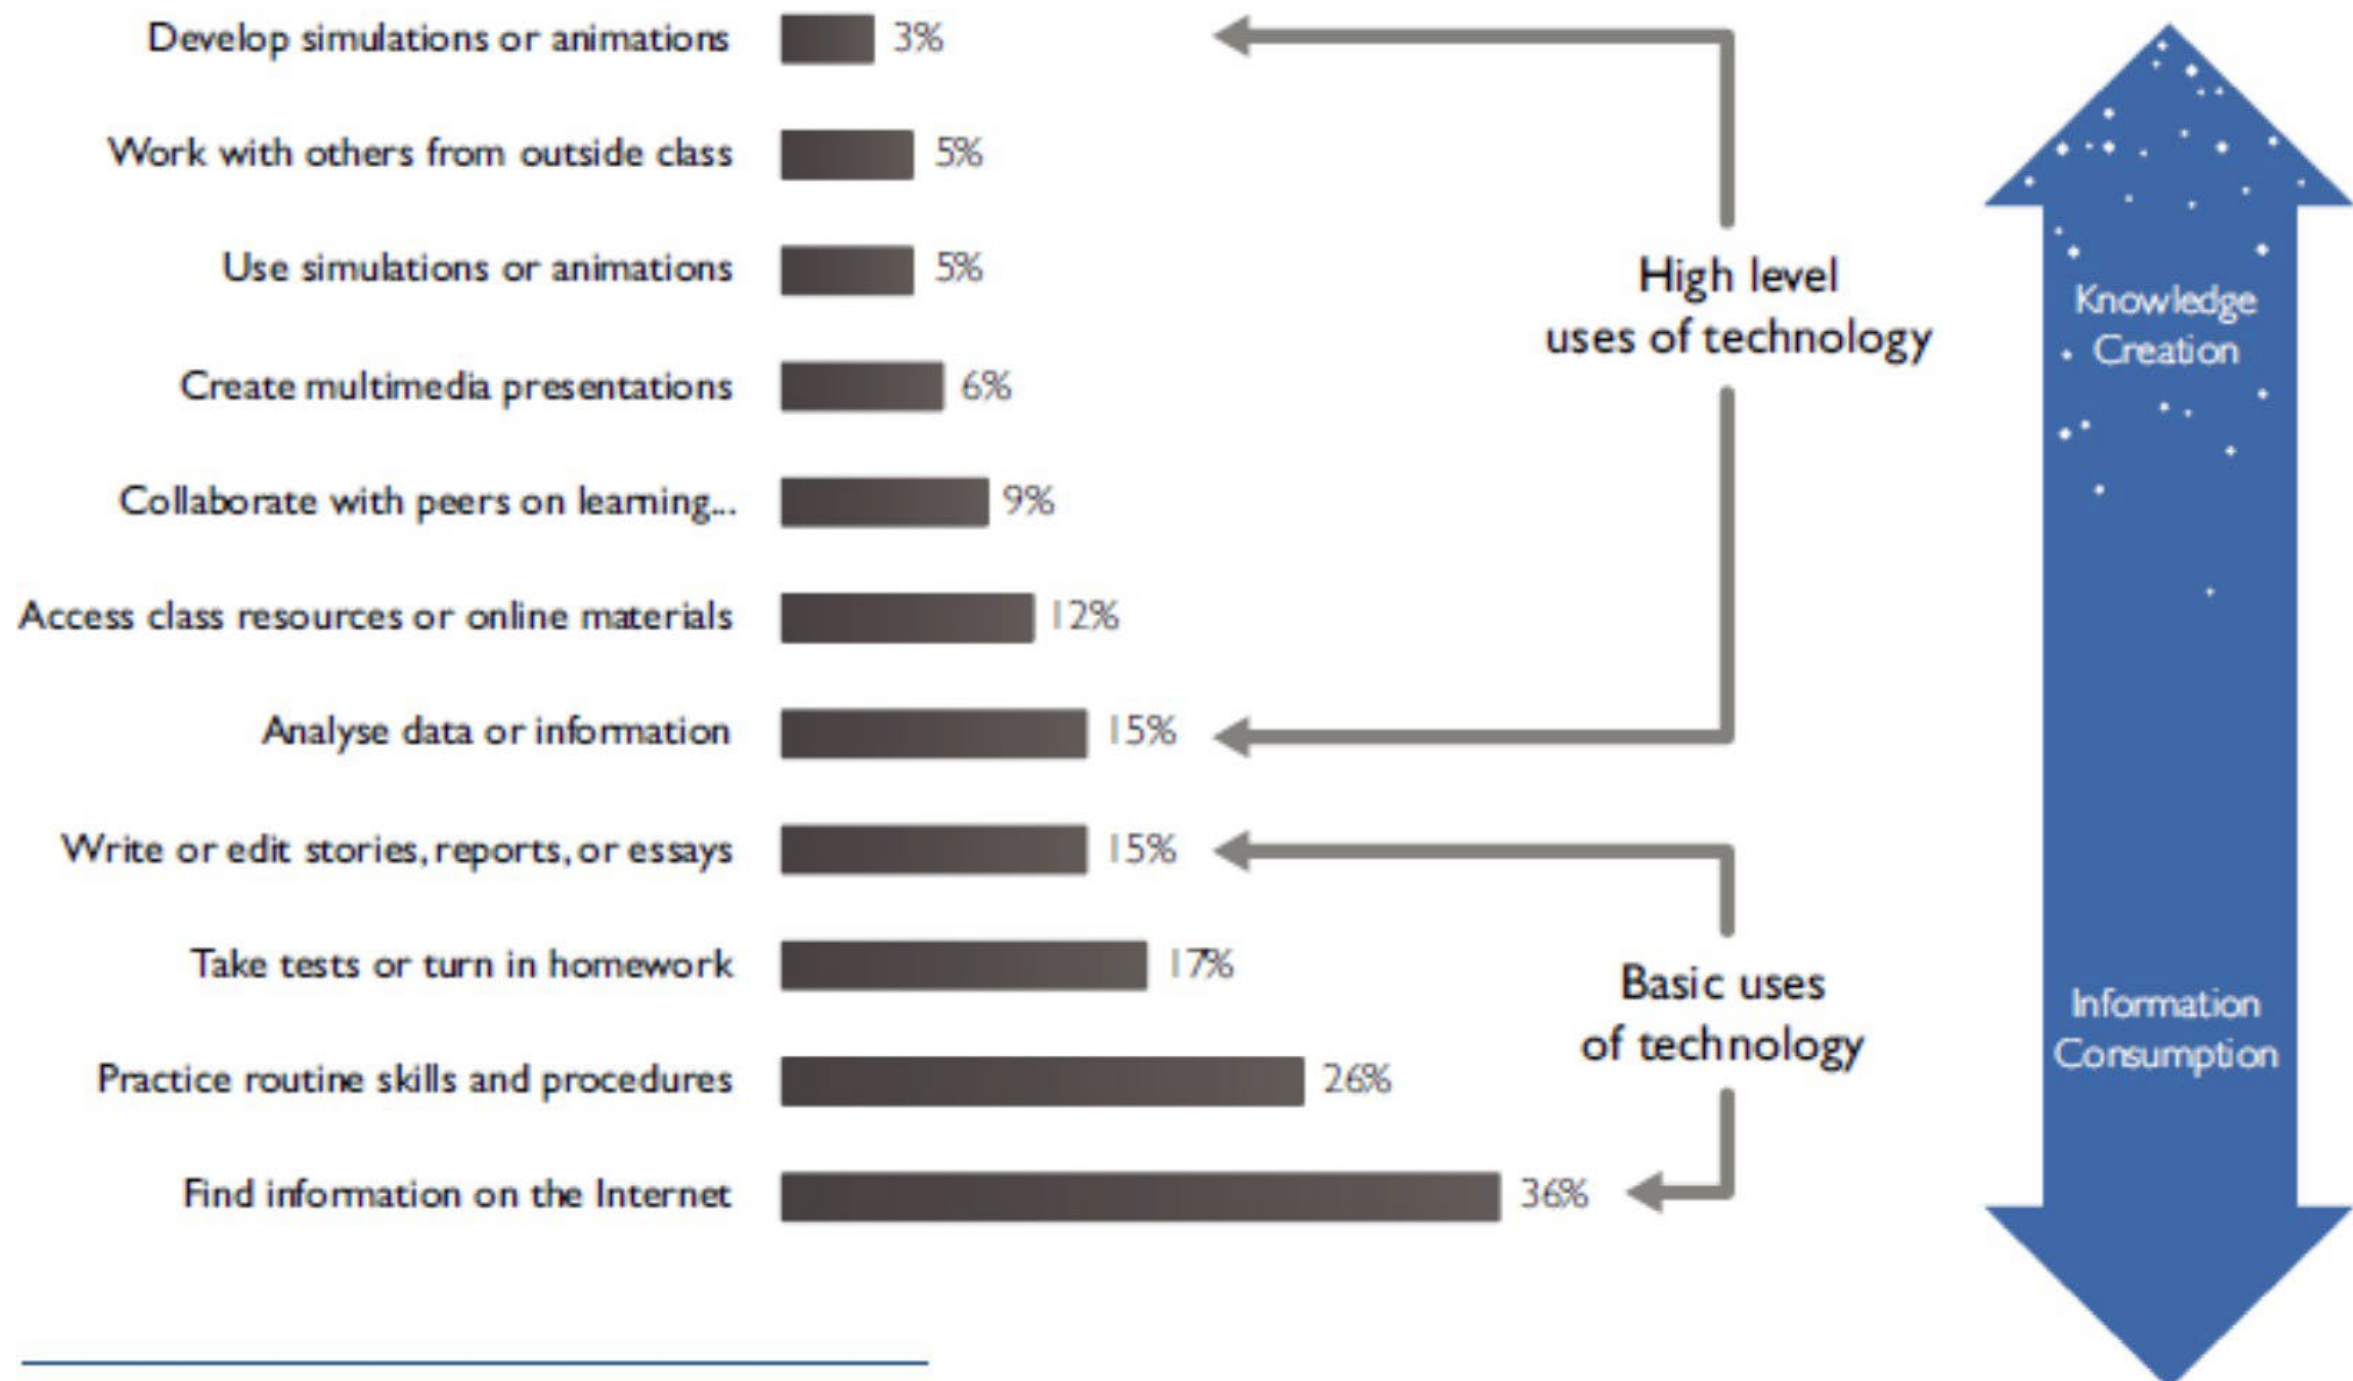 Develop simulations or animations 3%
Work with others from outside class 5%
Use simulations or animations 5%
High level
uses of technology
Knowledge
Creation
Create multimedia presentations 6%
Collaborate with peers on learning... 9%
Access class resources or online materials 12%
Analyse data or information 15%
Write or edit stories, reports, or essays 15%
Take tests or turn in homework 17%
Basic uses
of technology
Information
Consumption
Practice routine skills and procedures 26%
Find information on the Internet 36%